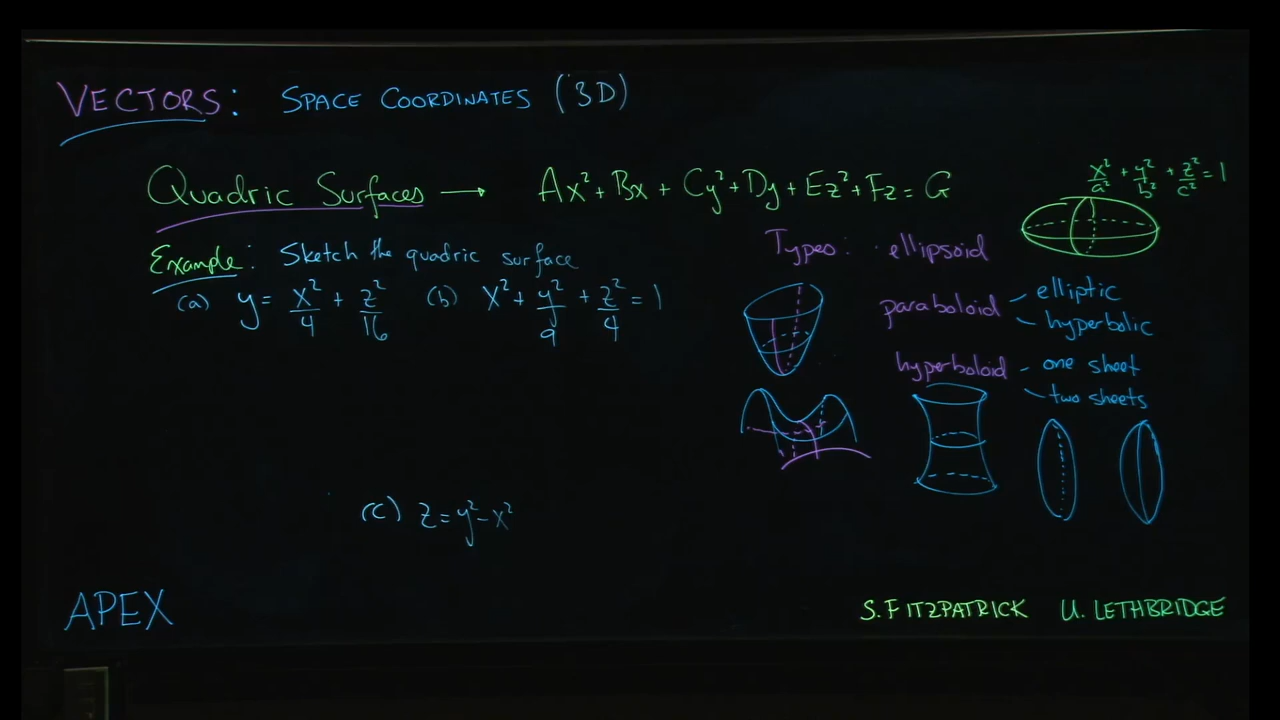 VECTORS: SPACE COORDINATES (3D)
Quadric Surfaces → Ax² + Bx + Cy² + Dy + Ez² + Fz = G
x²/a² + y²/b² + z²/c² = 1
Example: Sketch the quadric surface
(a) y = x²/4 + z²/16 (b) x² + y²/9 + z²/4 = 1
Types: · ellipsoid
paraboloid - elliptic
- hyperbolic
hyperboloid - one sheet
- two sheets
(c) z = y² - x²
APEX
S. FITZPATRICK U. LETHBRIDGE